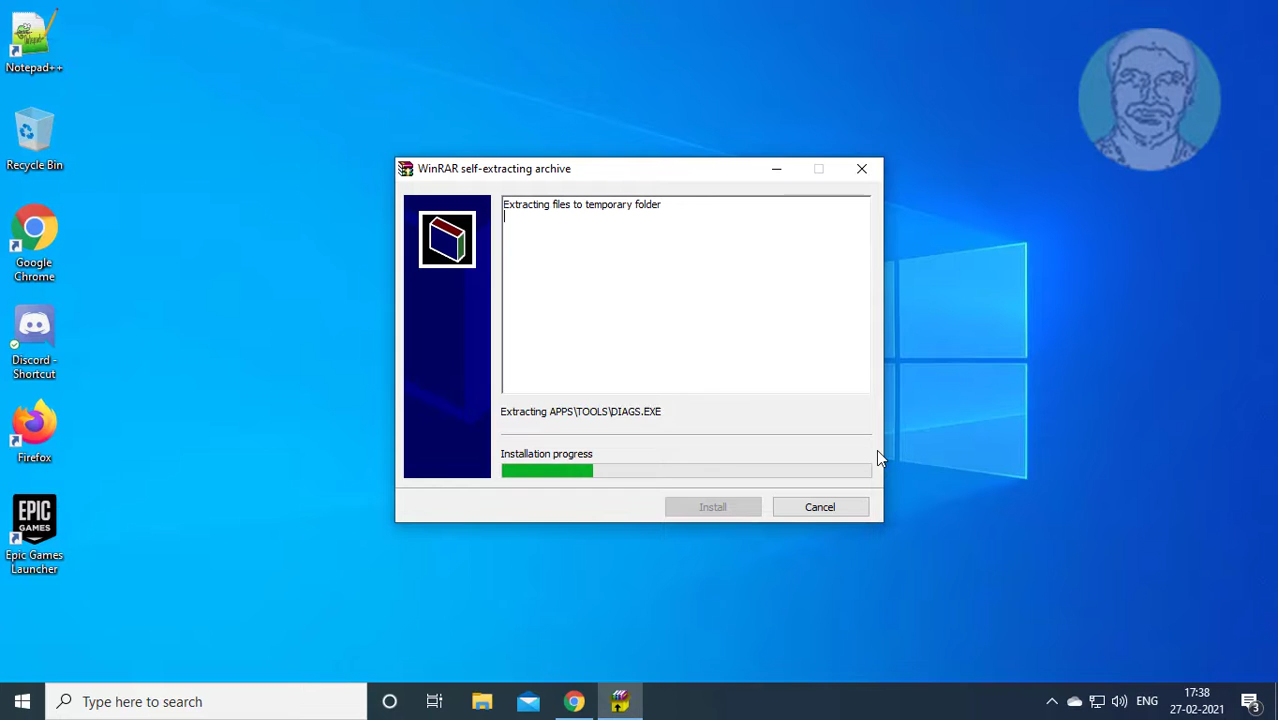 Notepad++
Recycle Bin
Google
Chrome
Discord -
Shortcut
Firefox
EPIC
GAMES
Epic Games
Launcher
WinRAR self-extracting archive
Extracting files to temporary folder
Extracting APPS\TOOLS\DIAGS.EXE
Installation progress
Install
Cancel
Type here to search
ENG
17:38
27-02-2021
3